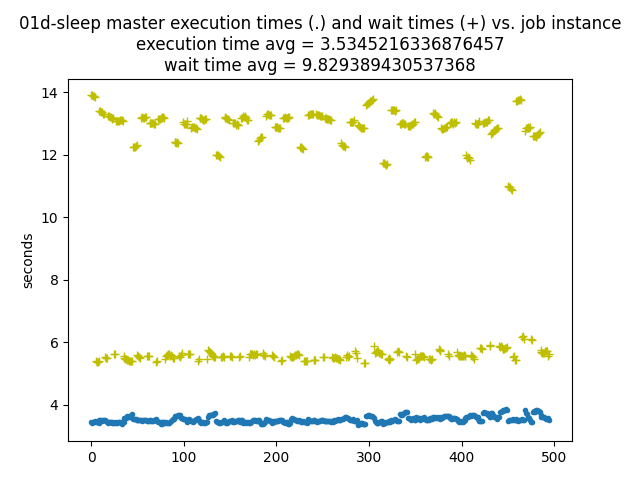 01d-sleep master execution times (.) and wait times (+) vs. job instance
execution time avg = 3.5345216336876457
wait time avg = 9.829389430537368
14
12
10
8
6
4
seconds
0 100 200 300 400 500